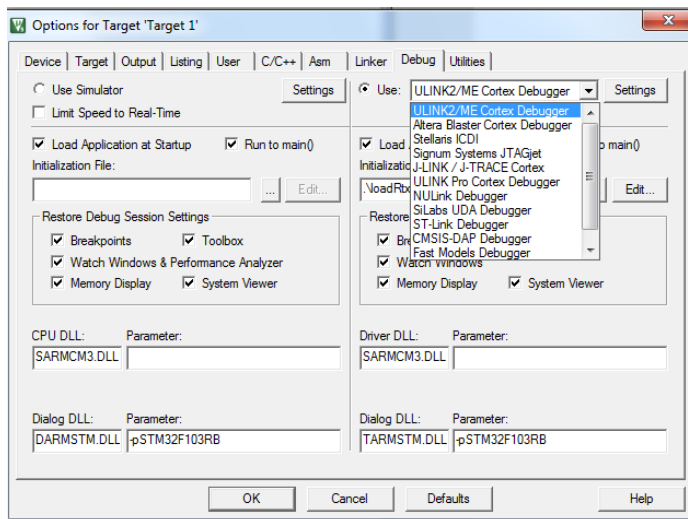 Options for Target 'Target 1'
Device Target Output Listing User C/C++ Asm Linker Debug Utilities
Use Simulator Settings
Limit Speed to Real-Time
Use: ULINK2/ME Cortex Debugger Settings
ULINK2/ME Cortex Debugger
Altera Blaster Cortex Debugger
Stellaris ICDI
Signum Systems JTAGjet
J-LINK / J-TRACE Cortex
ULINK Pro Cortex Debugger
NULink Debugger
SiLabs UDA Debugger
ST-Link Debugger
CMSIS-DAP Debugger
Fast Models Debugger
Load Application at Startup Run to main()
Initialization File:
... Edit...
Restore Debug Session Settings
Breakpoints Toolbox
Watch Windows & Performance Analyzer
Memory Display System Viewer
Load main()
Edit...
Watch Windows
Memory Display System Viewer
CPU DLL: Parameter:
SARMCM3.DLL
Driver DLL: Parameter:
SARMCM3.DLL
Dialog DLL: Parameter:
DARMSTM.DLL -pSTM32F103RB
Dialog DLL: Parameter:
TARMSTM.DLL -pSTM32F103RB
OK Cancel Defaults Help